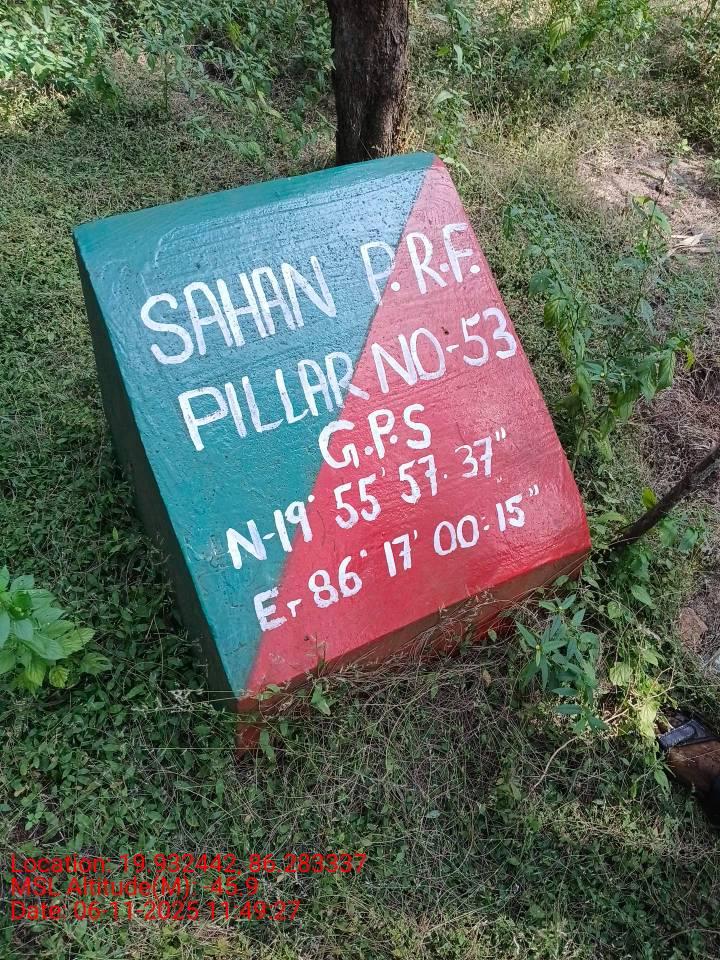 SAHAN P.R.F.
PILLAR NO-53
G.P.S
N-19° 55' 57.37"
E-86° 17' 00.15"
Location: 19.932442, 86.283337
MSL Altitude(M) -45.9
Date: 06-11-2025 11:49:27